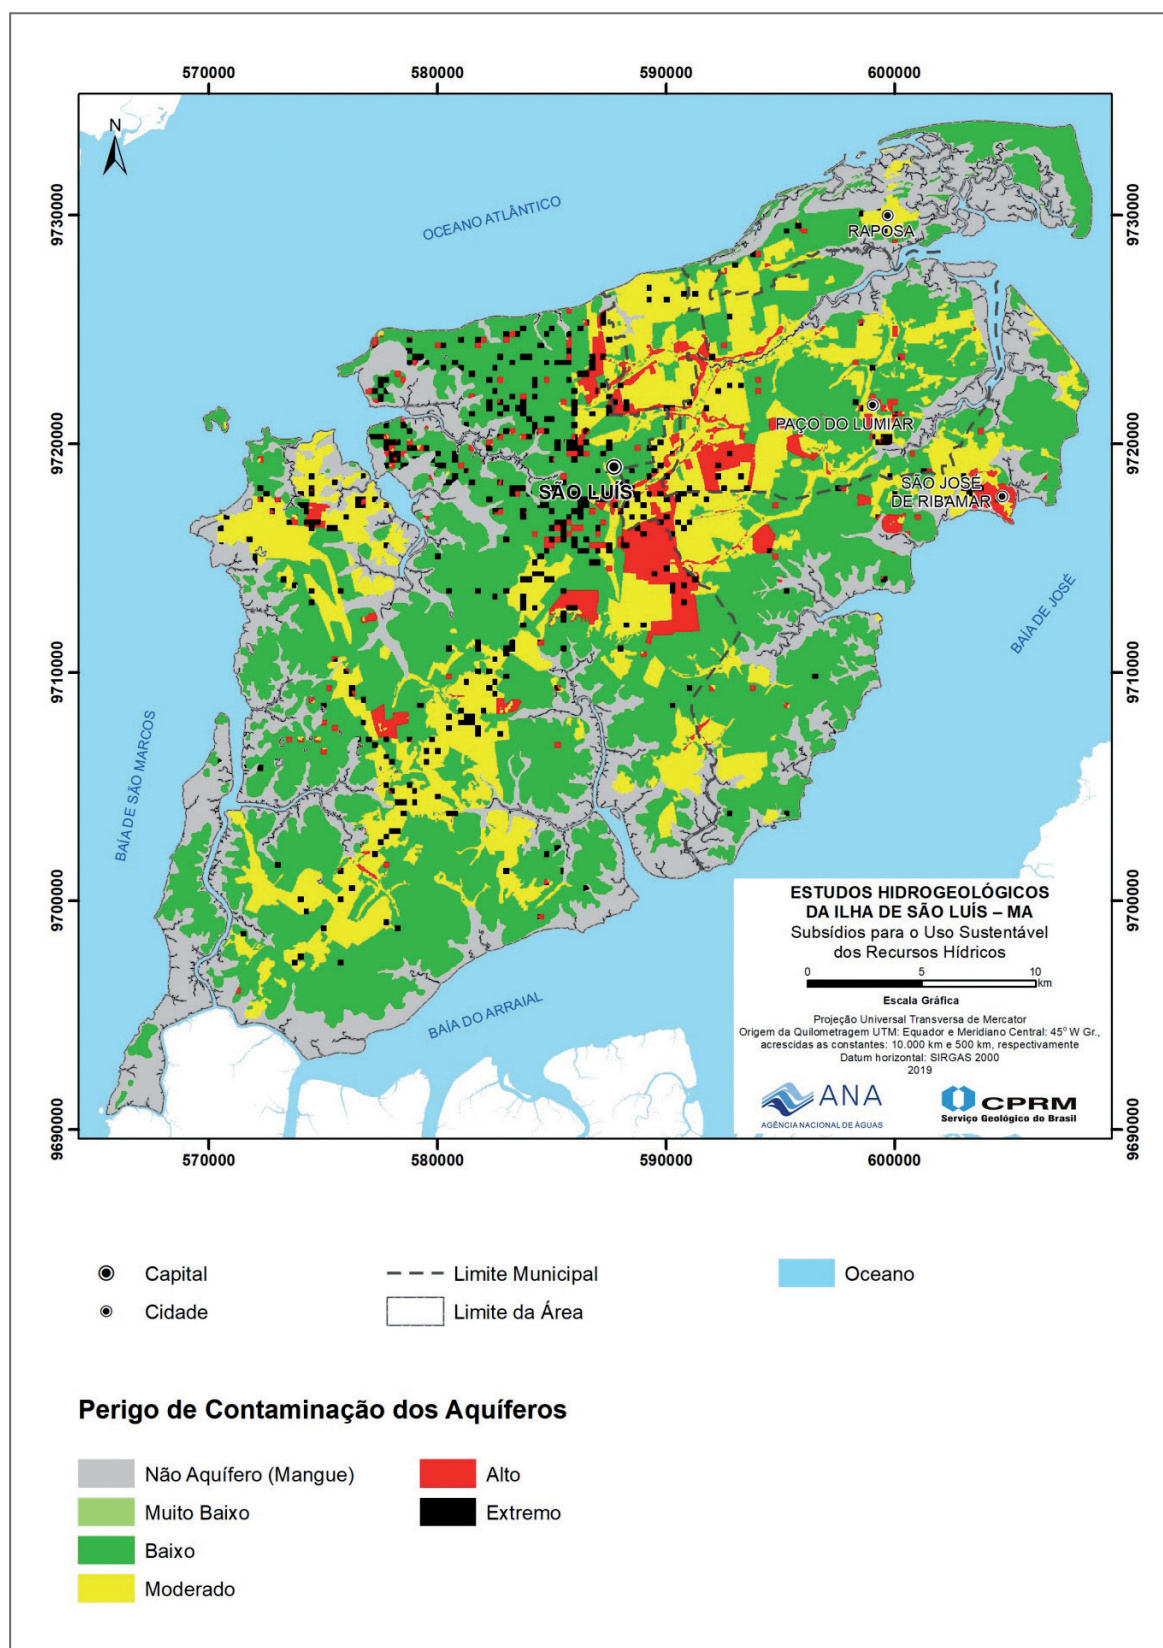 570000
580000
590000
600000
N
9730000
9730000
OCEANO ATLÂNTICO
RAPOSA
9720000
9720000
PAÇO DO LUMIAR
SÃO LUÍS
SÃO JOSÉ
DE RIBAMAR
BAÍA DE JOSÉ
9710000
9710000
BAÍA DE SÃO MARCOS
9700000
9700000
BAÍA DO ARRAIAL
ESTUDOS HIDROGEOLÓGICOS
DA ILHA DE SÃO LUÍS – MA
Subsídios para o Uso Sustentável
dos Recursos Hídricos
0 5 10
km
Escala Gráfica
Projeção Universal Transversa de Mercator
Origem da Quilometragem UTM: Equador e Meridiano Central: 45° W Gr.,
acrescidas as constantes: 10.000 km e 500 km, respectivamente
Datum horizontal: SIRGAS 2000
2019
ANA
AGÊNCIA NACIONAL DE ÁGUAS
CPRM
Serviço Geológico do Brasil
9690000
9690000
570000
580000
590000
600000
Capital
Limite Municipal
Oceano
Cidade
Limite da Área
Perigo de Contaminação dos Aquíferos
Não Aquífero (Mangue)
Alto
Muito Baixo
Extremo
Baixo
Moderado